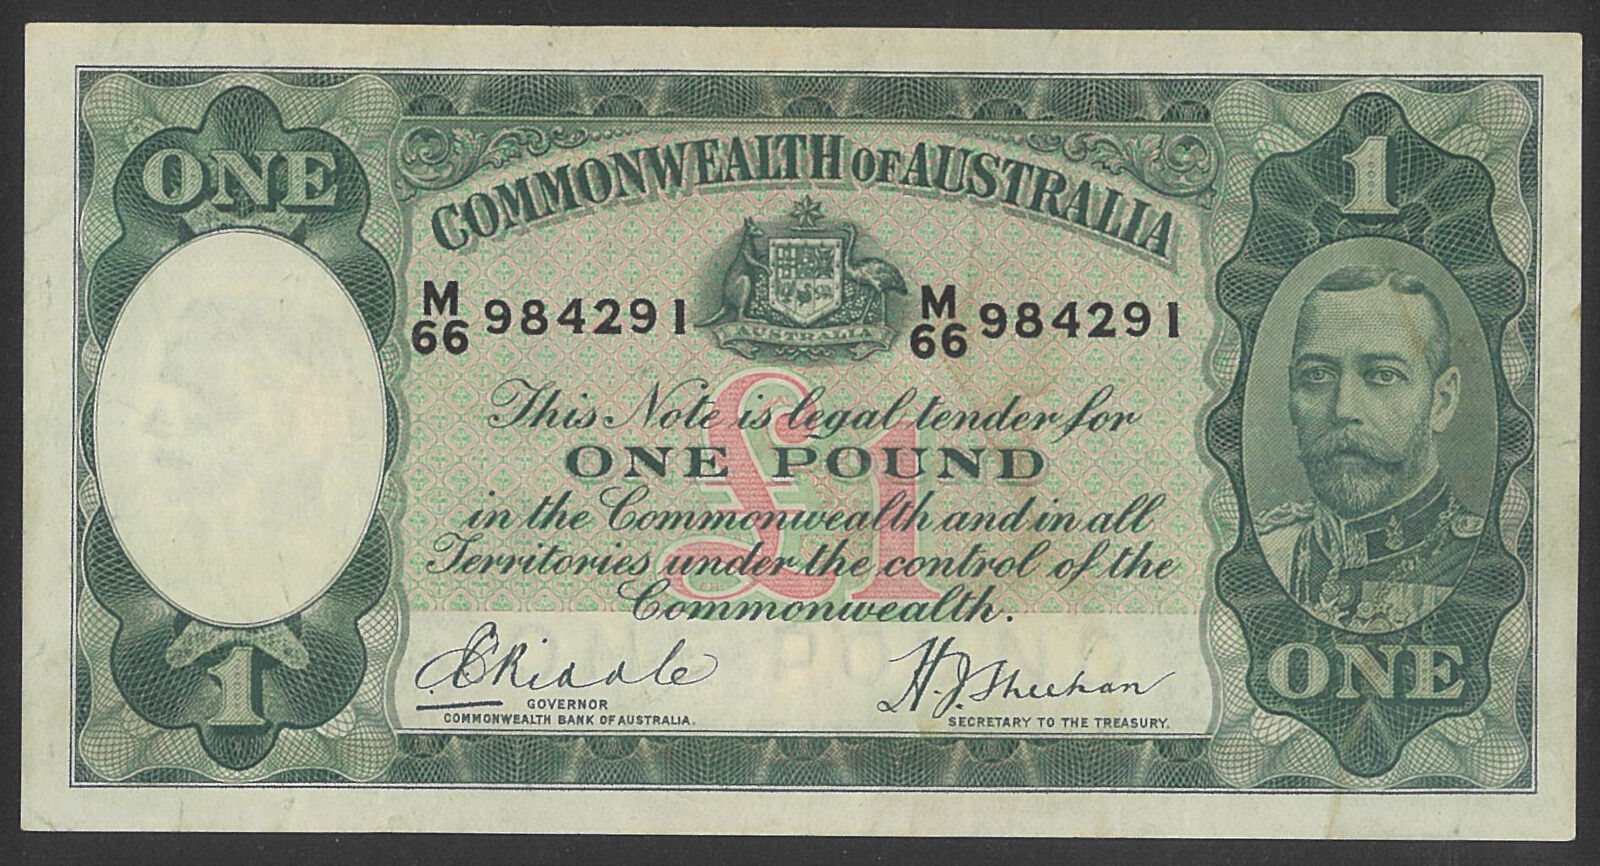 ONE
1
COMMONWEALTH OF AUSTRALIA
M/66 984291
AUSTRALIA
M/66 984291
This Note is legal tender for
£1
ONE POUND
in the Commonwealth and in all
Territories under the control of the
Commonwealth.
1
ONE
E C Riddle
H. J. Sheehan
GOVERNOR
COMMONWEALTH BANK OF AUSTRALIA.
SECRETARY TO THE TREASURY.